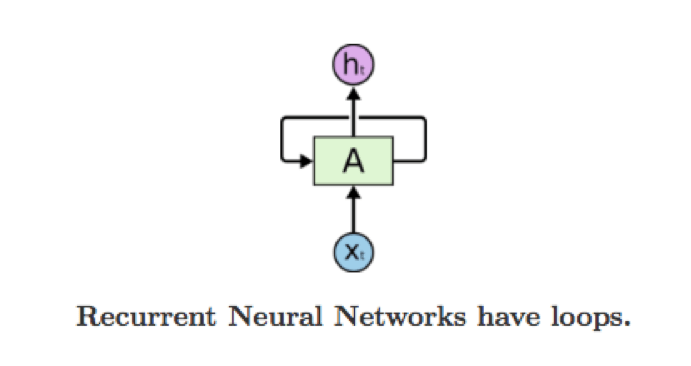 hₜ
A
xₜ
Recurrent Neural Networks have loops.